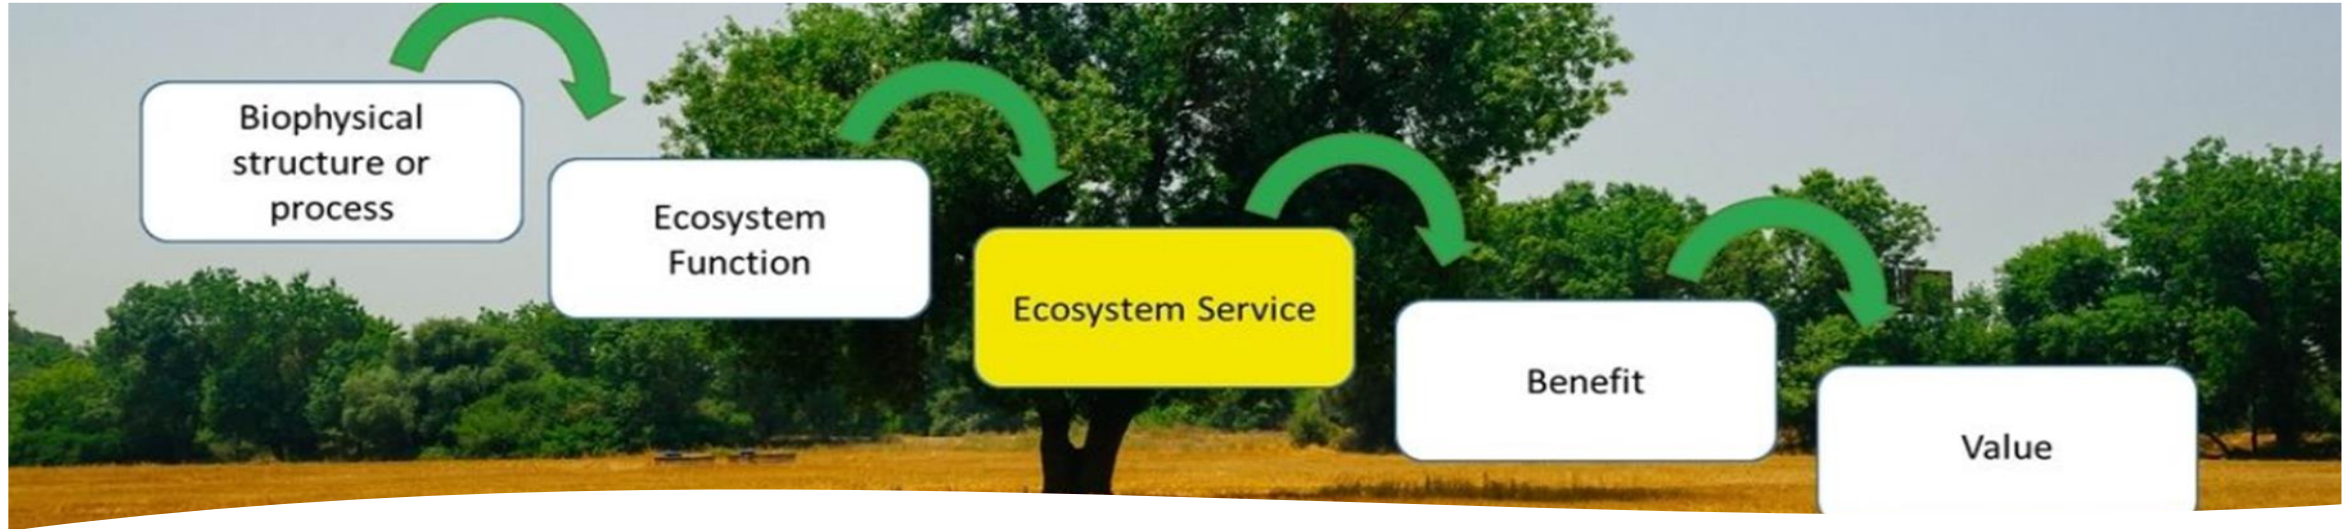 Biophysical
structure or
process
Ecosystem
Function
Ecosystem Service
Benefit
Value